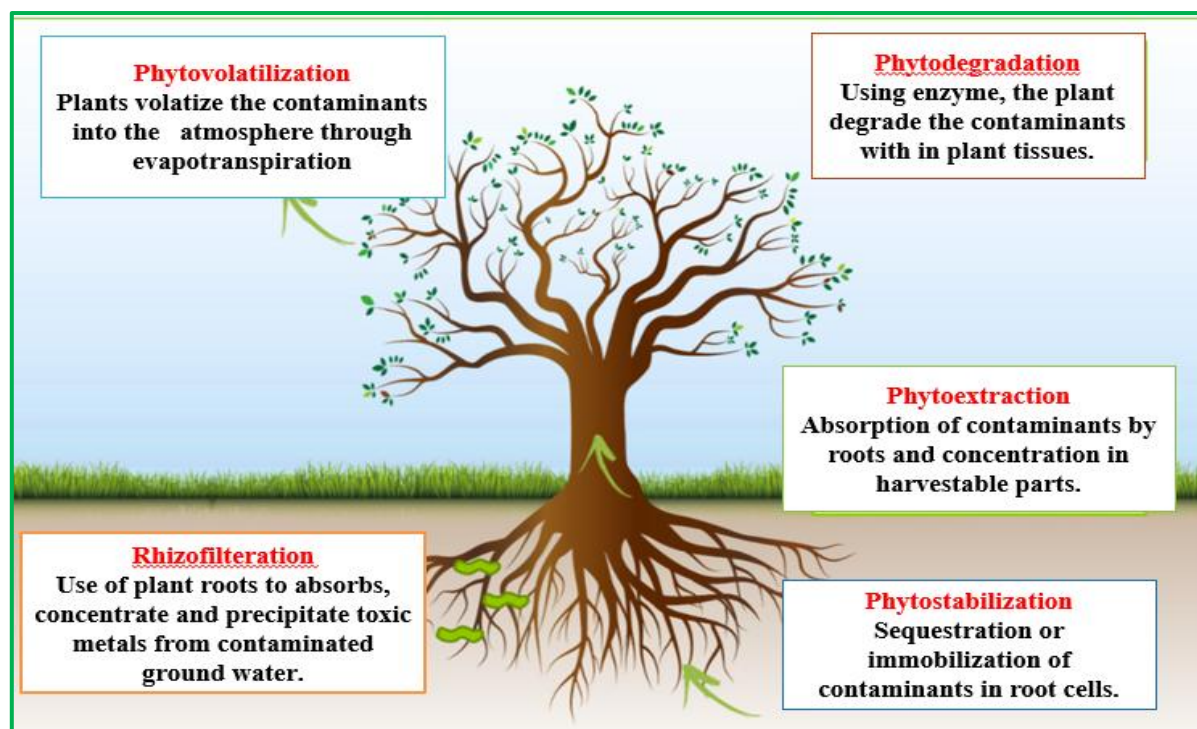 Phytovolatilization
Plants volatize the contaminants
into the atmosphere through
evapotranspiration
Phytodegradation
Using enzyme, the plant
degrade the contaminants
with in plant tissues.
Phytoextraction
Absorption of contaminants by
roots and concentration in
harvestable parts.
Rhizofilteration
Use of plant roots to absorbs,
concentrate and precipitate toxic
metals from contaminated
ground water.
Phytostabilization
Sequestration or
immobilization of
contaminants in root cells.